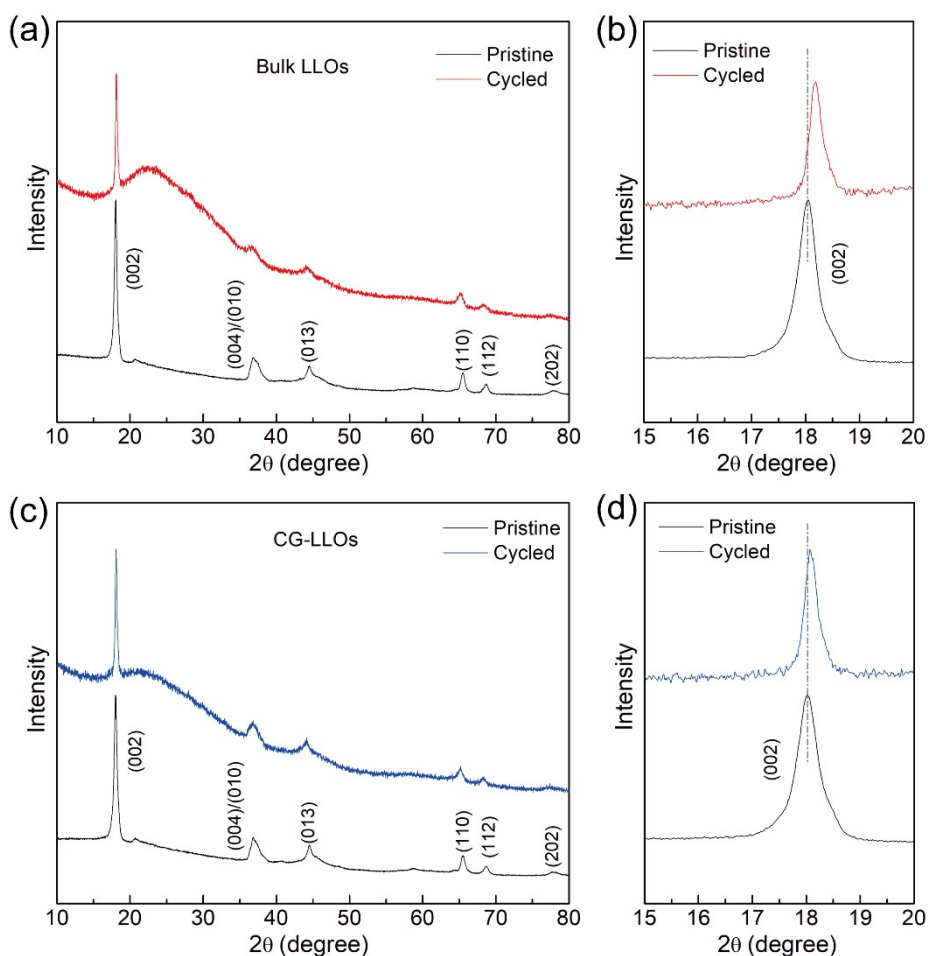 (a)
Bulk LLOs
Pristine
Cycled
Intensity
(002)
(004)/(010)
(013)
(110)
(112)
(202)
10 20 30 40 50 60 70 80
2θ (degree)
(b)
Pristine
Cycled
Intensity
(002)
15 16 17 18 19 20
2θ (degree)
(c)
CG-LLOs
Pristine
Cycled
Intensity
(002)
(004)/(010)
(013)
(110)
(112)
(202)
10 20 30 40 50 60 70 80
2θ (degree)
(d)
Pristine
Cycled
Intensity
(002)
15 16 17 18 19 20
2θ (degree)